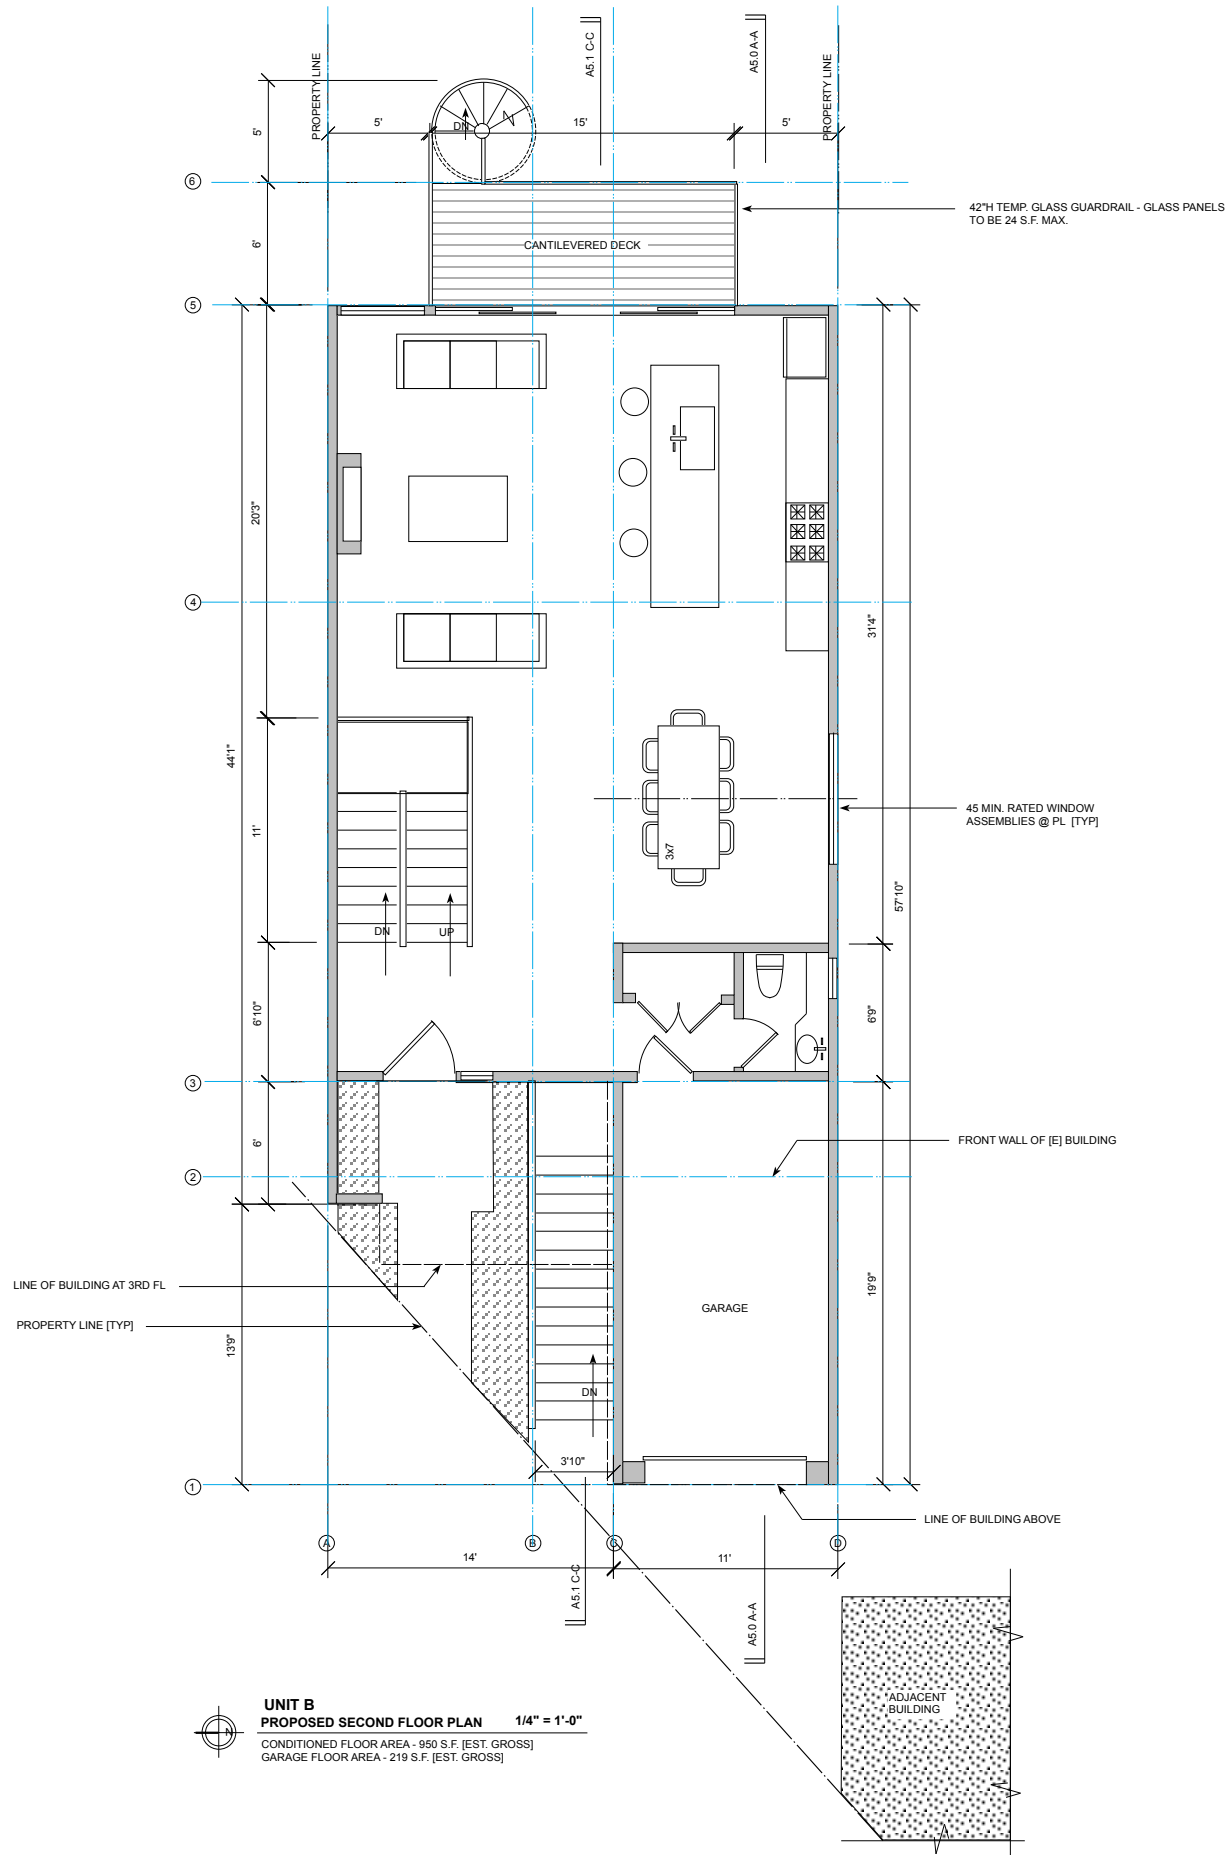 A5.1 C-C
A5.0 A-A
PROPERTY LINE
PROPERTY LINE
5'
5'
15'
5'
DN
6
42"H TEMP. GLASS GUARDRAIL - GLASS PANELS
TO BE 24 S.F. MAX.
6'
CANTILEVERED DECK
5
20'3"
4
31'4"
44'1"
45 MIN. RATED WINDOW
ASSEMBLIES @ PL [TYP]
11'
3x7
57'10"
DN
UP
6'10"
6'9"
3
6'
FRONT WALL OF [E] BUILDING
2
LINE OF BUILDING AT 3RD FL
19'9"
GARAGE
PROPERTY LINE [TYP]
13'9"
DN
3'10"
1
LINE OF BUILDING ABOVE
A
B
C
D
14'
11'
A5.1 C-C
A5.0 A-A
ADJACENT
BUILDING
N
UNIT B
PROPOSED SECOND FLOOR PLAN 1/4" = 1'-0"
CONDITIONED FLOOR AREA - 950 S.F. [EST. GROSS]
GARAGE FLOOR AREA - 219 S.F. [EST. GROSS]